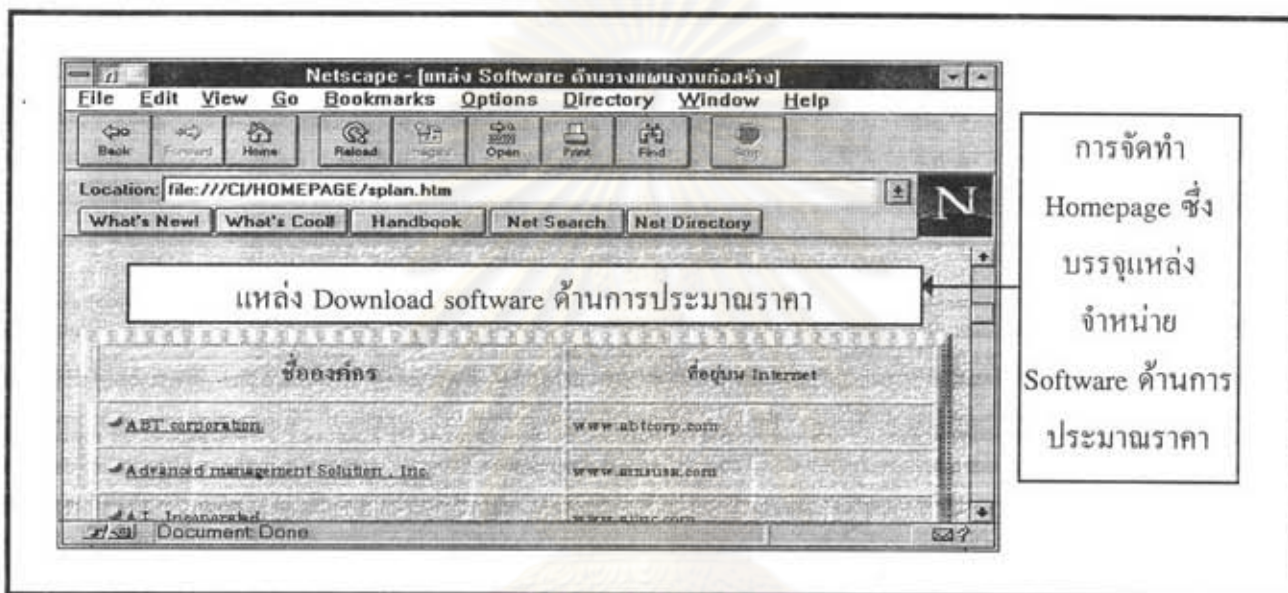 Netscape - [แหล่ง Software ด้านวางแผนงานก่อสร้าง]
File Edit View Go Bookmarks Options Directory Window Help
Back Forward Home Reload Images Open Print Find Stop
Location: file:///C|/HOMEPAGE/splan.htm
What's New! What's Cool! Handbook Net Search Net Directory
N
แหล่ง Download software ด้านการประมาณราคา
ชื่อองค์กร ที่อยู่บน Internet
ABT corporation www.abtcorp.com
Advanced management Solution , Inc. www.amsusa.com
Document: Done
การจัดทำ
Homepage ซึ่ง
บรรจุแหล่ง
จำหน่าย
Software ด้านการ
ประมาณราคา